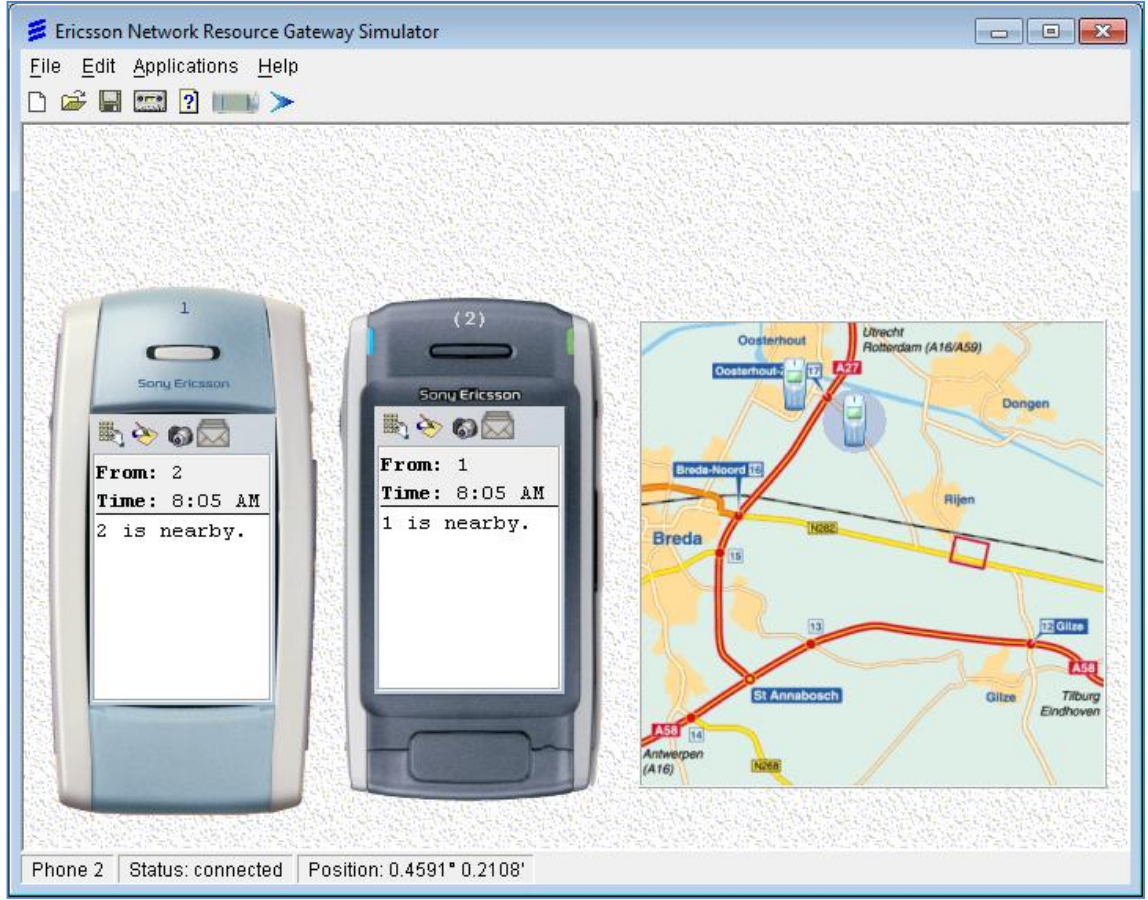 Ericsson Network Resource Gateway Simulator
File Edit Applications Help
1
Sony Ericsson
From: 2
Time: 8:05 AM
2 is nearby.
(2)
Sony Ericsson
From: 1
Time: 8:05 AM
1 is nearby.
Utrecht
Rotterdam (A16/A59)
Oosterhout
Oosterhout-Z 17
A27
Dongen
Breda-Noord 16
Rijen
N282
Breda
15
13
12 Gilze
A58
St Annabosch
Gilze
Tilburg
Eindhoven
A58
14
Antwerpen
(A16)
N268
Phone 2 Status: connected Position: 0.4591° 0.2108'